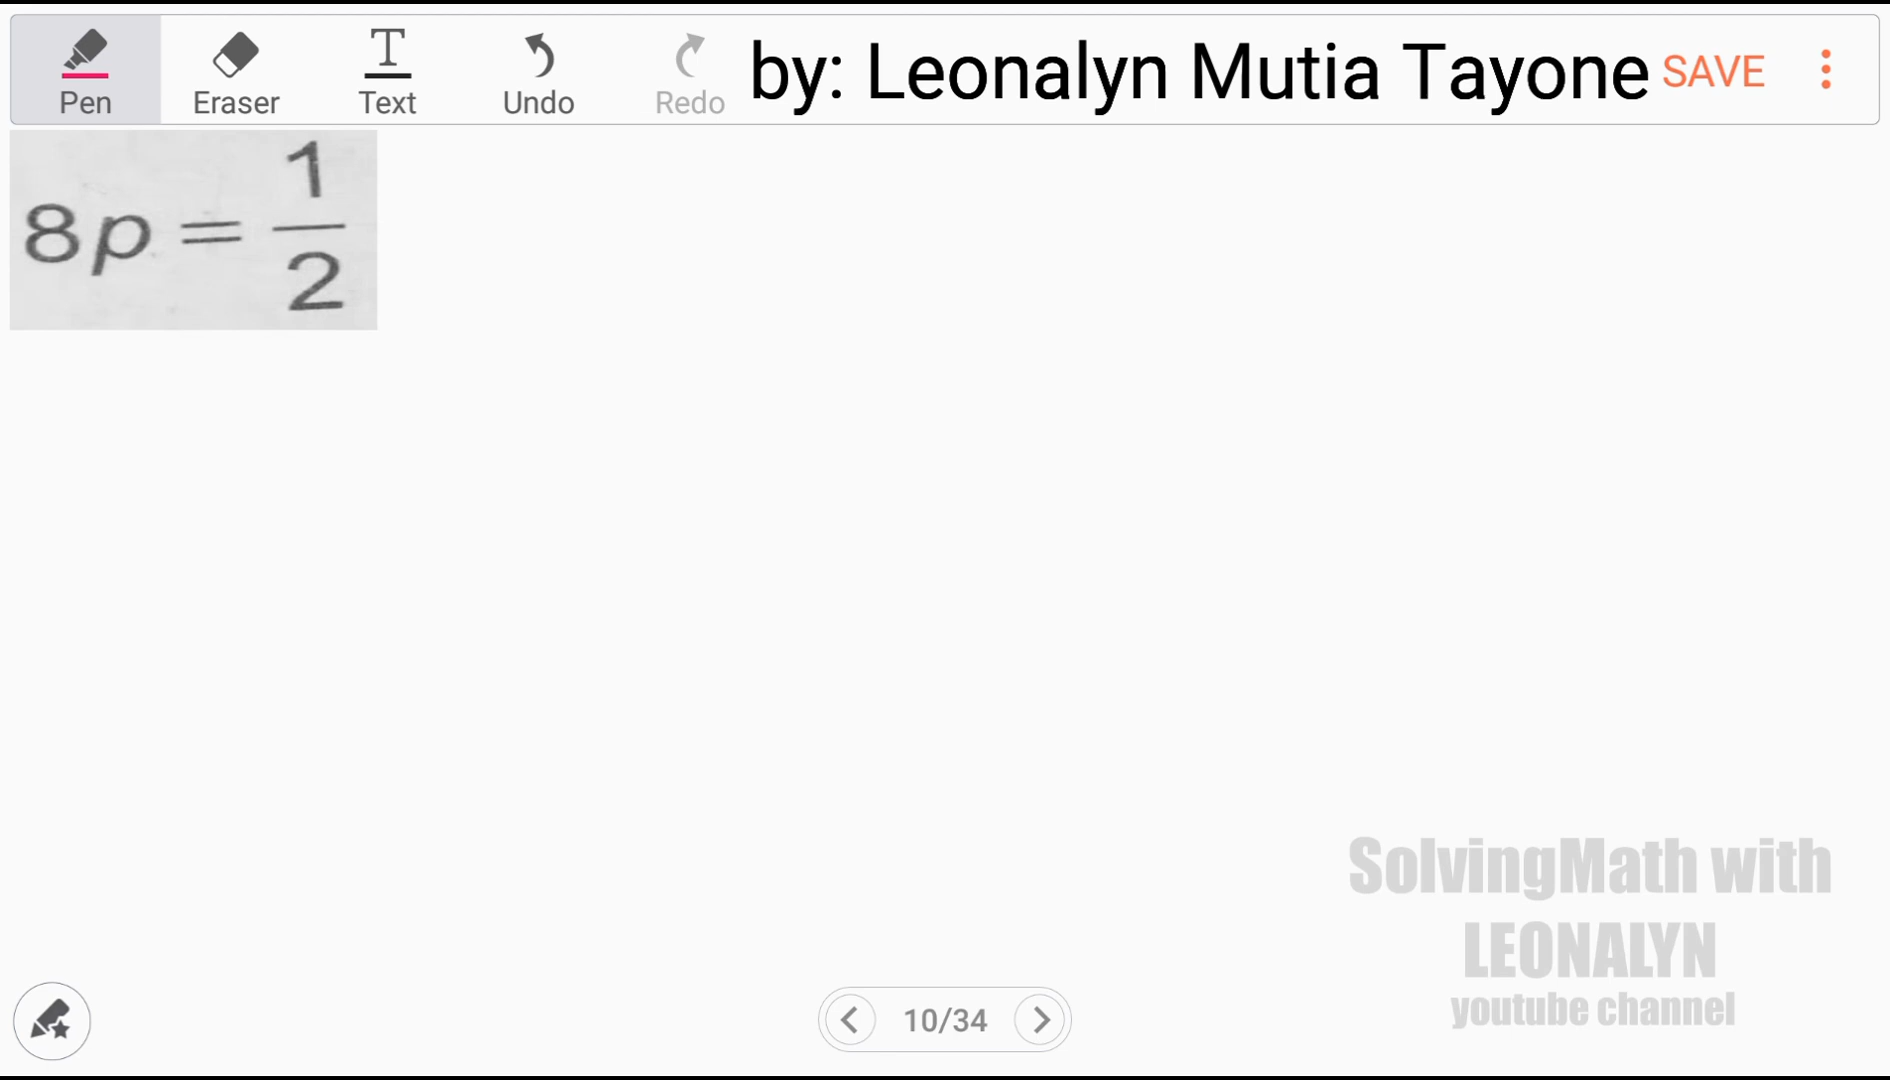 Pen Eraser Text Undo Redo by: Leonalyn Mutia Tayone SAVE
8p = 1/2
SolvingMath with
LEONALYN
youtube channel
10/34